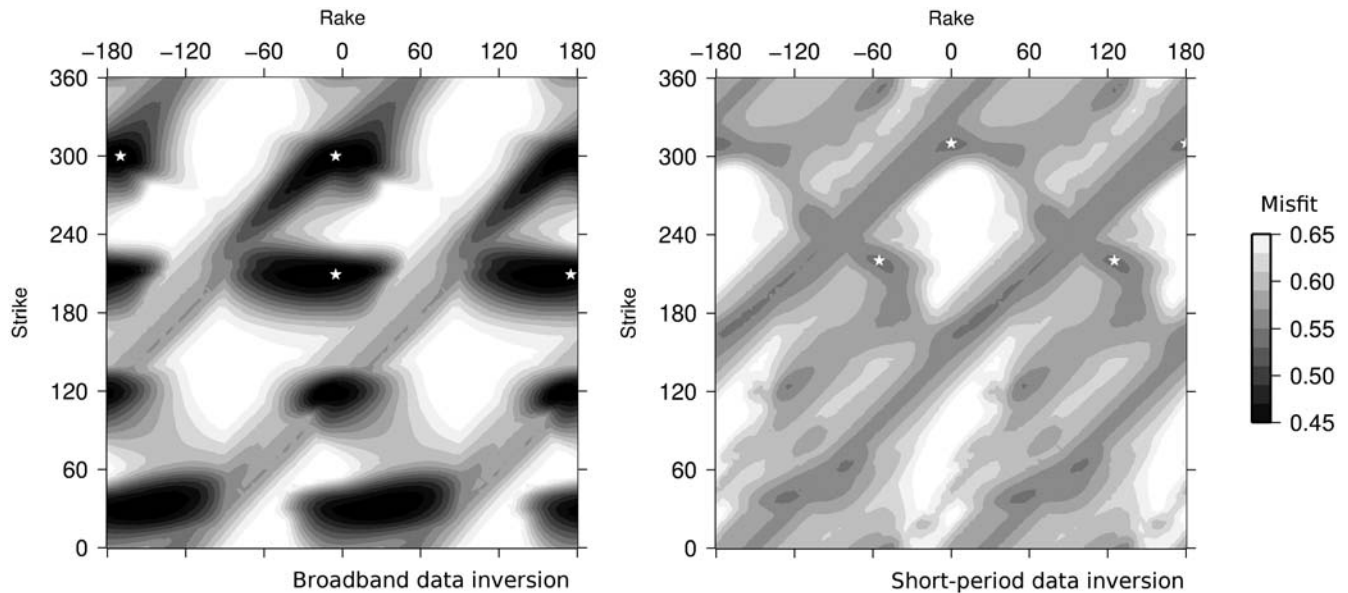 Rake
−180 −120 −60 0 60 120 180
Strike
360
300
240
180
120
60
0
Broadband data inversion
Rake
−180 −120 −60 0 60 120 180
Strike
360
300
240
180
120
60
0
Short-period data inversion
Misfit
0.65
0.60
0.55
0.50
0.45